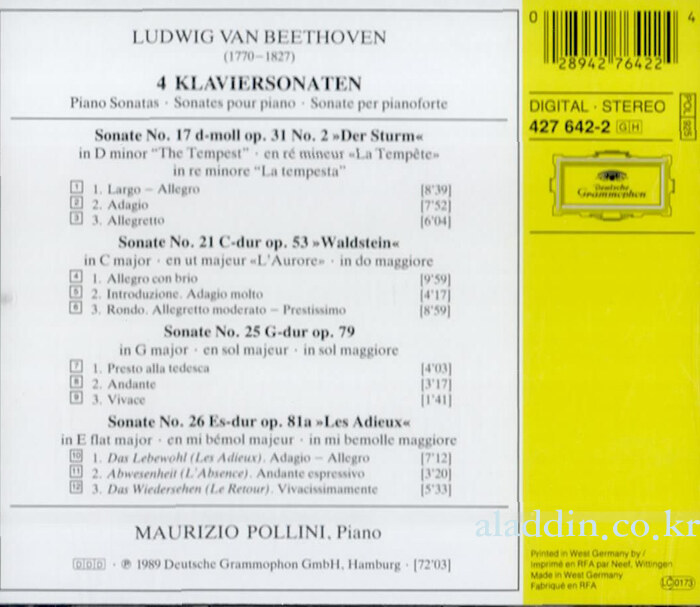 LUDWIG VAN BEETHOVEN
(1770–1827)
4 KLAVIERSONATEN
Piano Sonatas · Sonates pour piano · Sonate per pianoforte
Sonate No. 17 d-moll op. 31 No. 2 »Der Sturm«
in D minor “The Tempest” · en ré mineur «La Tempête»
in re minore “La tempesta”
1 1. Largo – Allegro [8'39]
2 2. Adagio [7'52]
3 3. Allegretto [6'04]
Sonate No. 21 C-dur op. 53 »Waldstein«
in C major · en ut majeur «L'Aurore» · in do maggiore
4 1. Allegro con brio [9'59]
5 2. Introduzione. Adagio molto [4'17]
6 3. Rondo. Allegretto moderato – Prestissimo [8'59]
Sonate No. 25 G-dur op. 79
in G major · en sol majeur · in sol maggiore
7 1. Presto alla tedesca [4'03]
8 2. Andante [3'17]
9 3. Vivace [1'41]
Sonate No. 26 Es-dur op. 81a »Les Adieux«
in E flat major · en mi bémol majeur · in mi bemolle maggiore
10 1. Das Lebewohl (Les Adieux). Adagio – Allegro [7'12]
11 2. Abwesenheit (L'Absence). Andante espressivo [3'20]
12 3. Das Wiedersehen (Le Retour). Vivacissimamente [5'33]
MAURIZIO POLLINI, Piano
DDD · ℗ 1989 Deutsche Grammophon GmbH, Hamburg · [72'03]
0 28942 76422 4
DIGITAL · STEREO
427 642-2 GH
POL 925
Deutsche
Grammophon
aladdin.co.kr
Printed in West Germany by /
Imprimé en RFA par Neef, Wittingen
Made in West Germany
Fabriqué en RFA
LC 0173